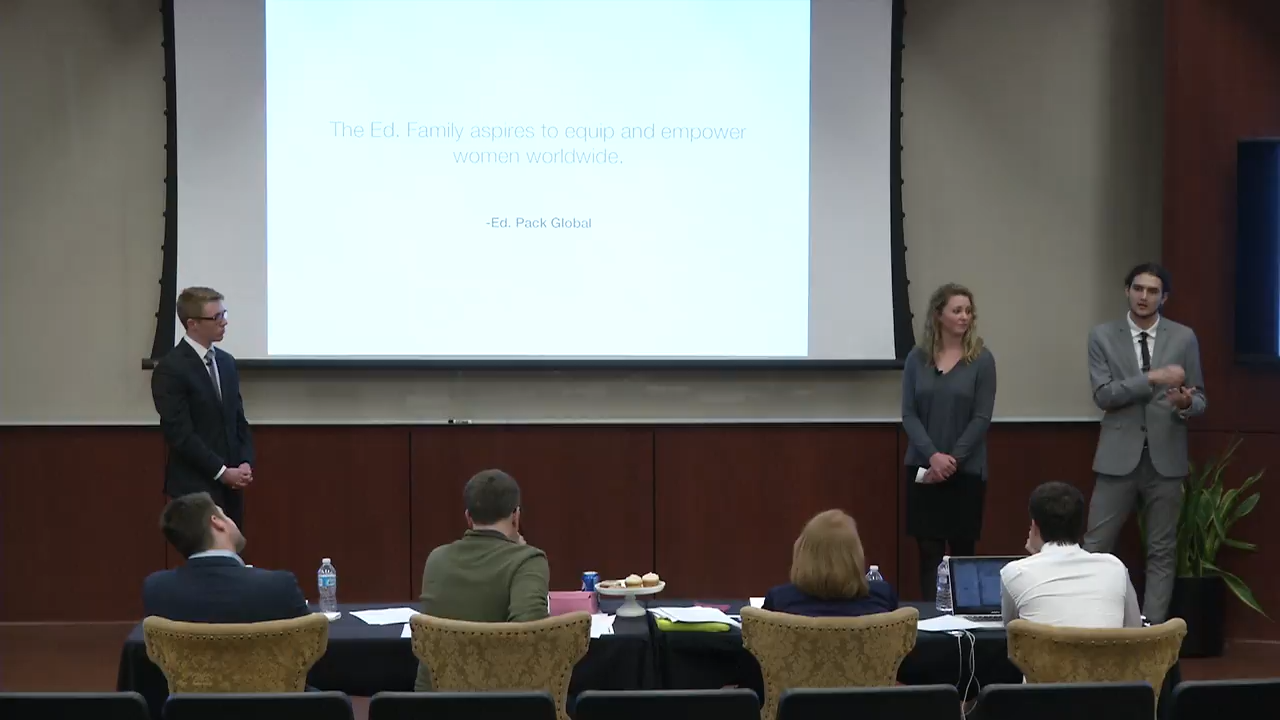 The Ed. Family aspires to equip and empower
women worldwide.
-Ed. Pack Global